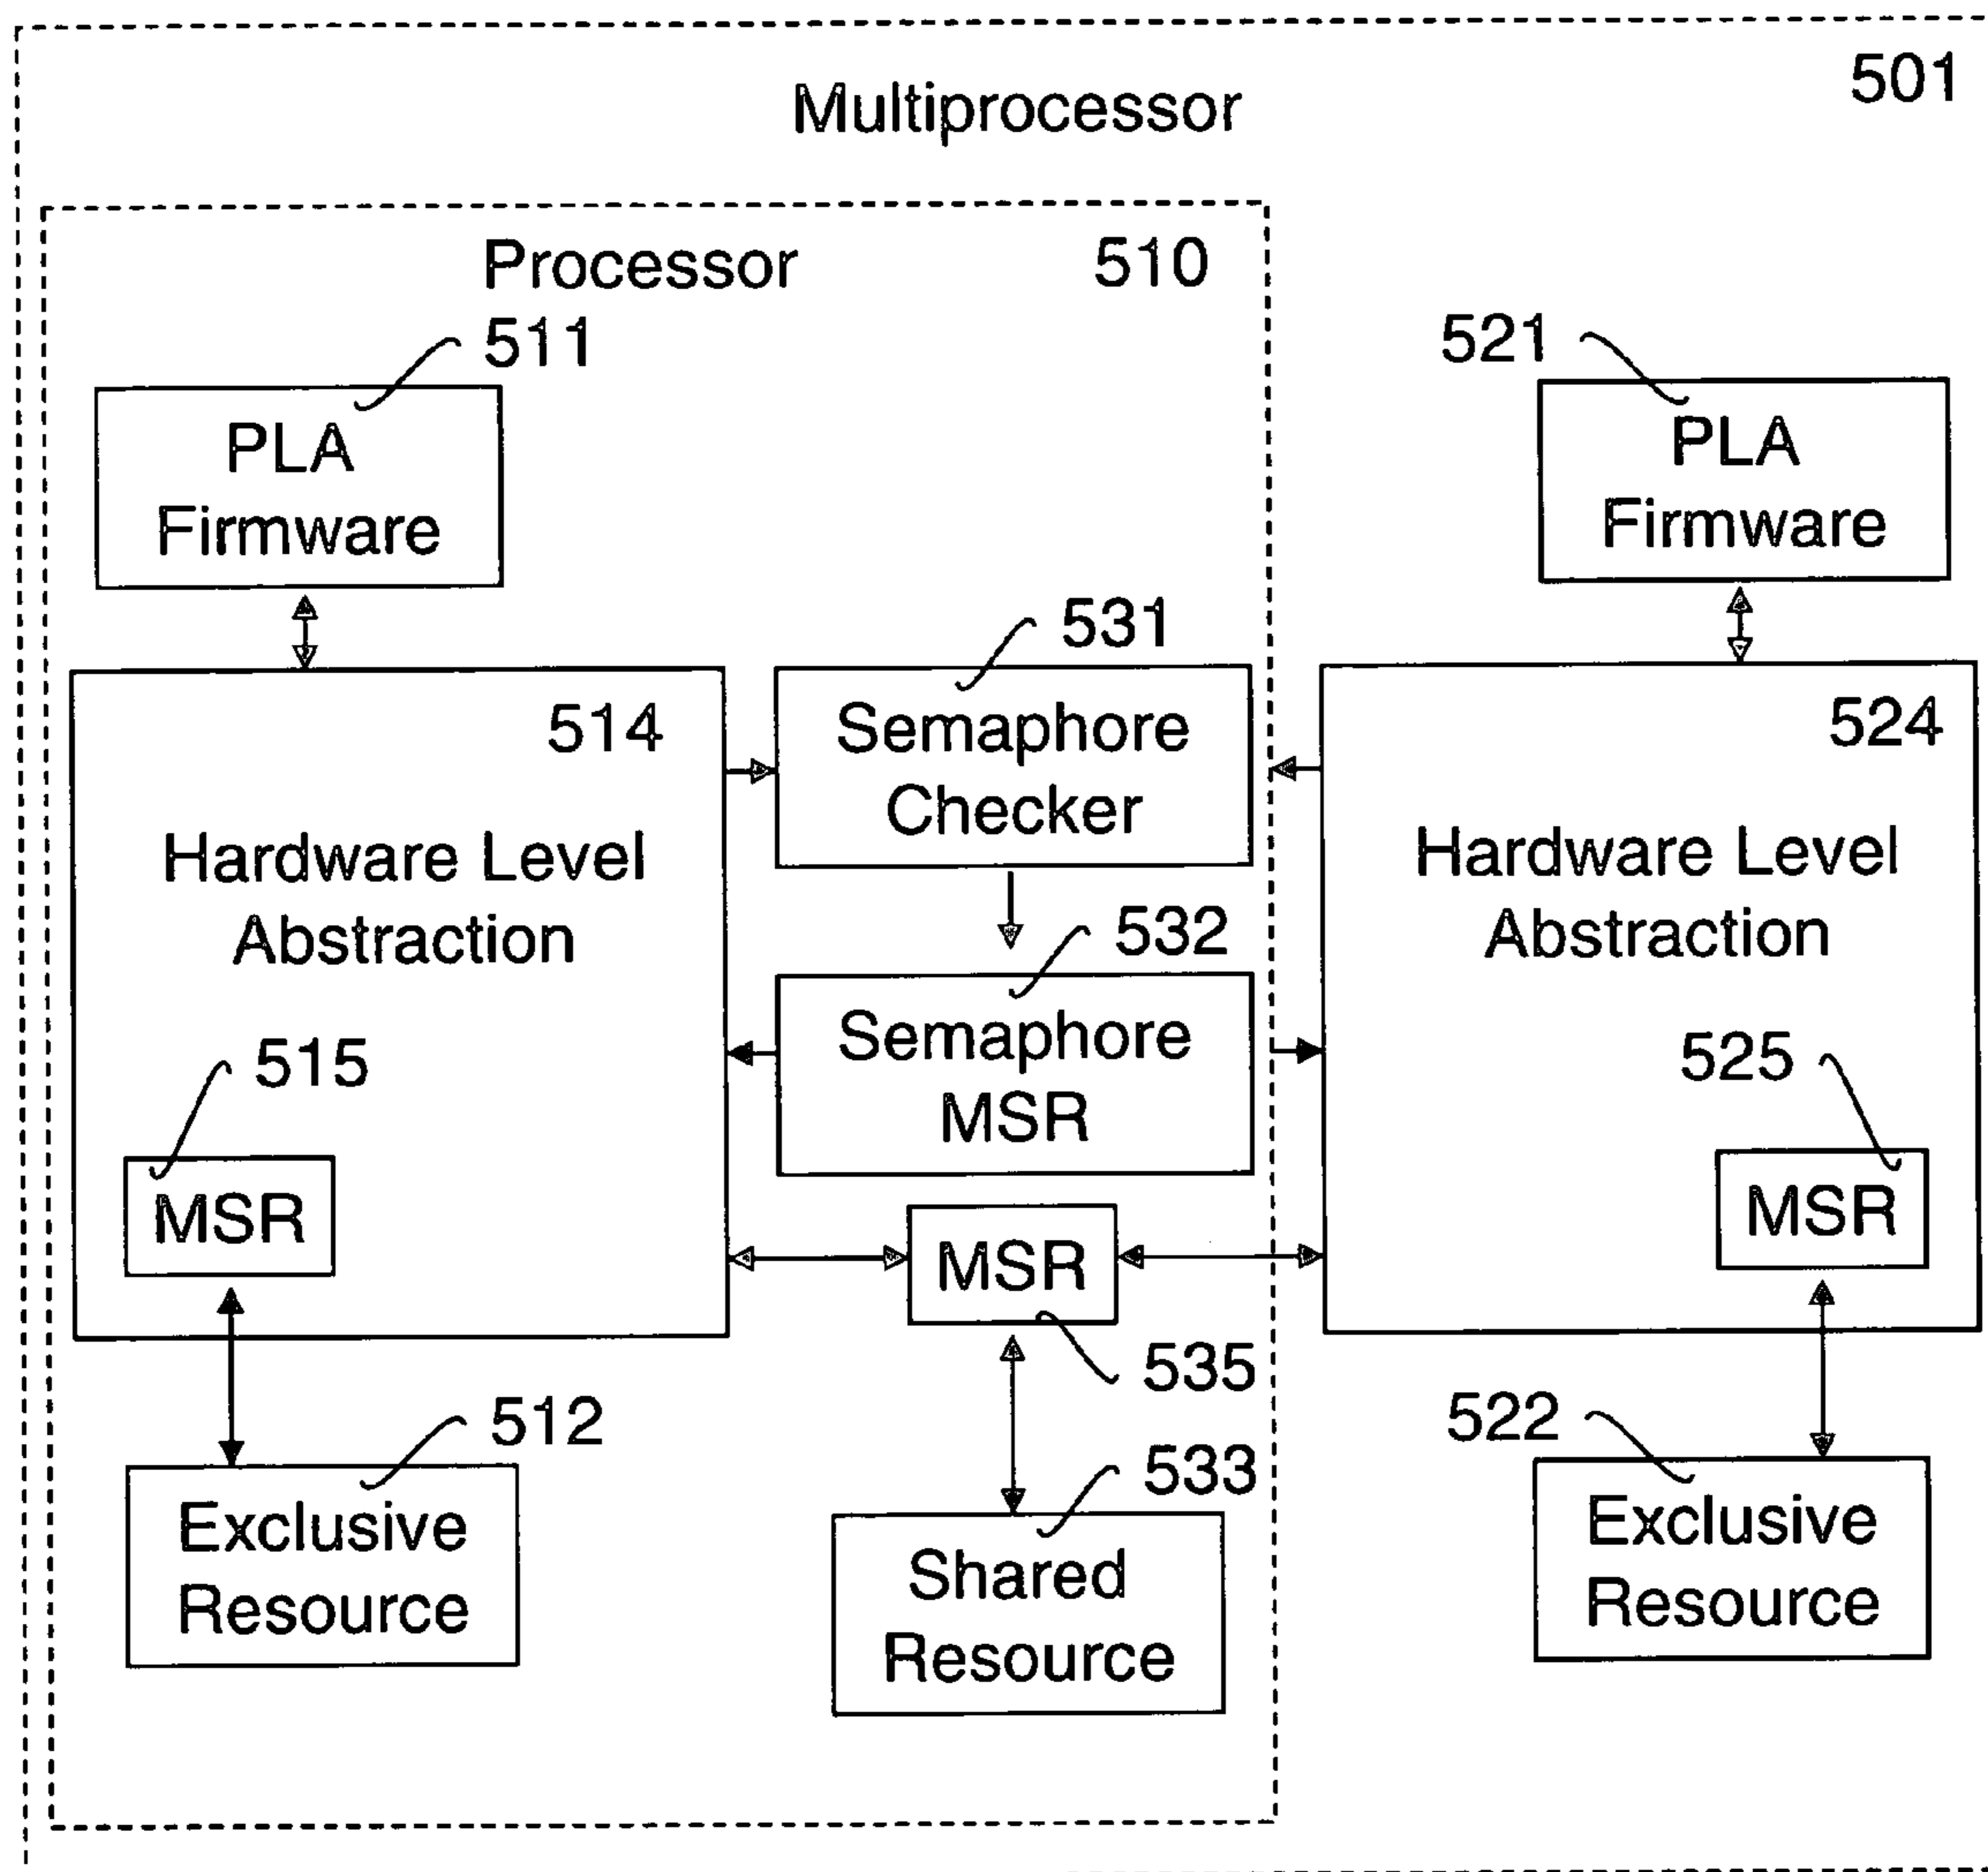 501
Multiprocessor
Processor
510
511
PLA
Firmware
521
PLA
Firmware
531
Semaphore
Checker
514
Hardware Level
Abstraction
524
Hardware Level
Abstraction
532
Semaphore
MSR
515
MSR
525
MSR
MSR
535
512
Exclusive
Resource
533
Shared
Resource
522
Exclusive
Resource